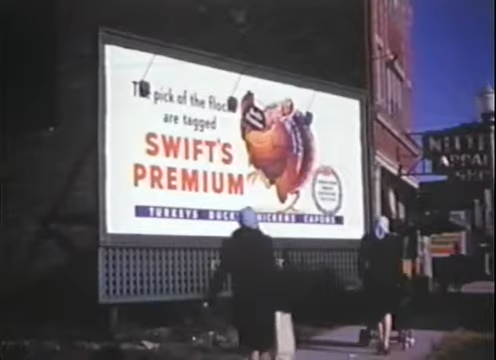 The pick of the flock
are tagged
SWIFT'S
PREMIUM
TURKEYS DUCKS CHICKENS CAPONS